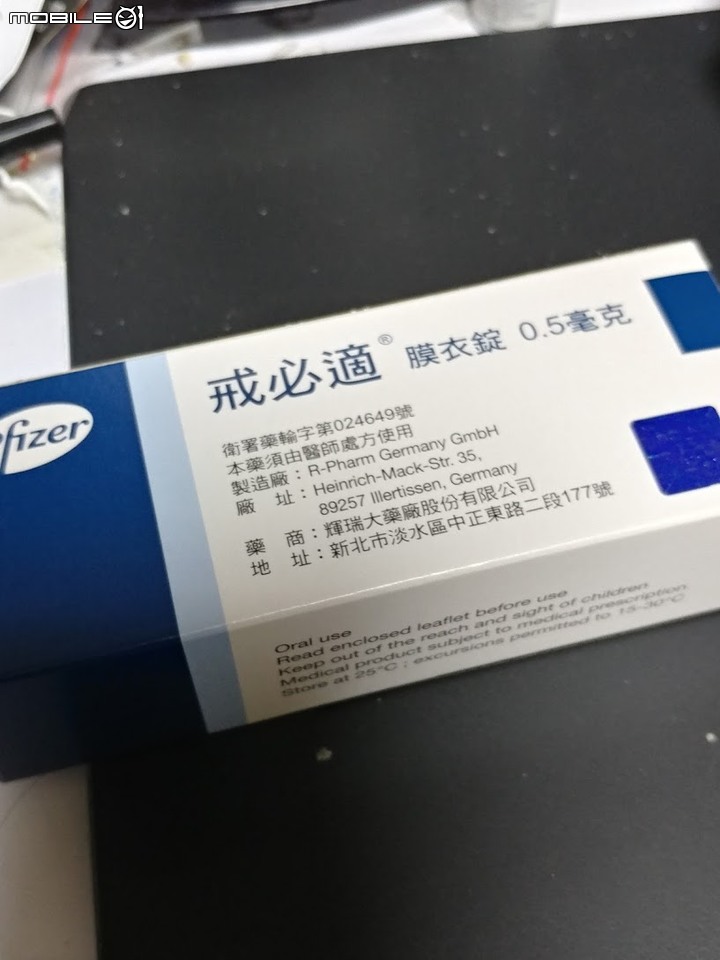 MOBILE01
Pfizer
戒必適® 膜衣錠 0.5毫克
衛署藥輸字第024649號
本藥須由醫師處方使用
製造廠：R-Pharm Germany GmbH
廠 址：Heinrich-Mack-Str. 35,
89257 Illertissen, Germany
藥 商：輝瑞大藥廠股份有限公司
地 址：新北市淡水區中正東路二段177號
Oral use
Read enclosed leaflet before use
Keep out of the reach and sight of children
Medical product subject to medical prescription.
Store at 25°C ; excursions permitted to 15-30°C